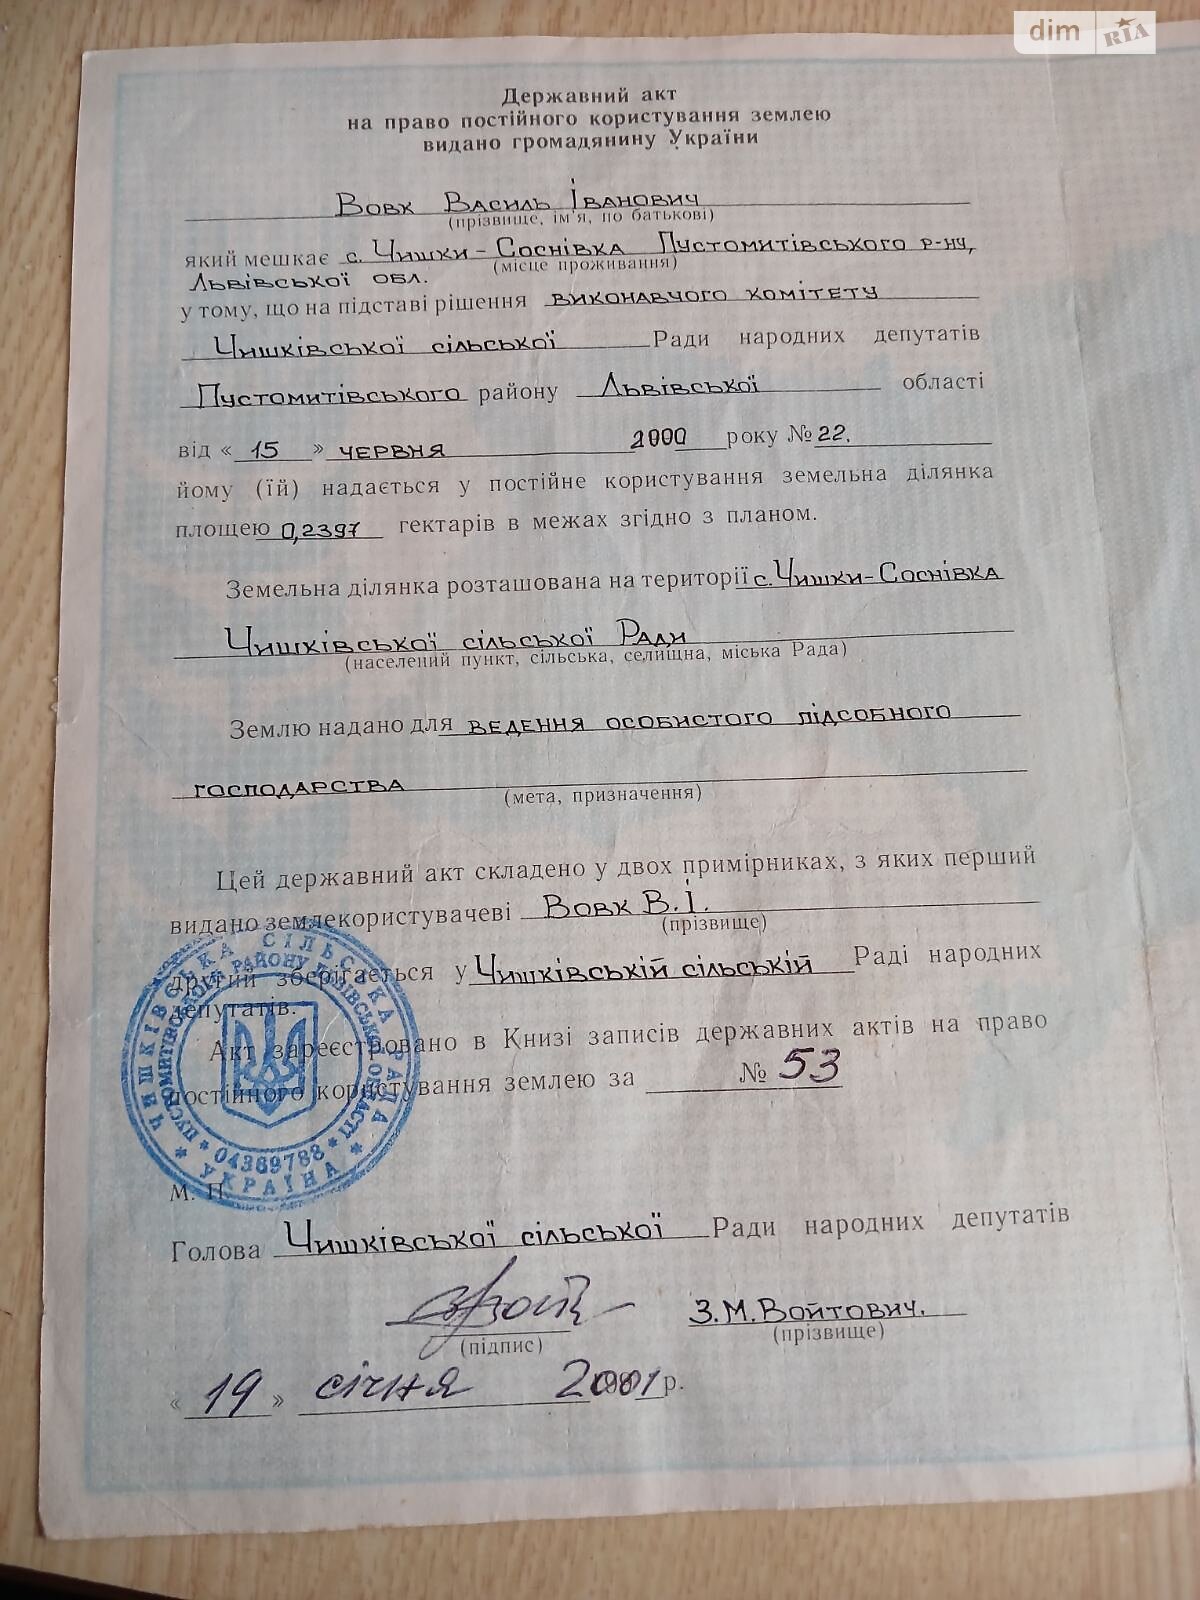 dim RIA
Державний акт
на право постійного користування землею
видано громадянину України
Вовк Василь Іванович
(прізвище, ім'я, по батькові)
який мешкає с. Чишки-Соснівка Пустомитівського р-ну,
(місце проживання)
Львівської обл.
у тому, що на підставі рішення виконавчого комітету
Чишківської сільської Ради народних депутатів
Пустомитівського району Львівської області
від « 15 » червня 2000 року № 22.
йому (їй) надається у постійне користування земельна ділянка
площею 0,2397 гектарів в межах згідно з планом.
Земельна ділянка розташована на території с. Чишки-Соснівка
Чишківської сільської Ради
(населений пункт, сільська, селищна, міська Рада)
Землю надано для ведення особистого підсобного
господарства
(мета, призначення)
Цей державний акт складено у двох примірниках, з яких перший
видано землекористувачеві Вовк В.І.
(прізвище)
другий зберігається у Чишківській сільській Раді народних
депутатів.
Акт зареєстровано в Книзі записів державних актів на право
постійного користування землею за № 53
ЧИШКІВСЬКА СІЛЬСЬКА РАДА
ПУСТОМИТІВСЬКОГО РАЙОНУ ЛЬВІВСЬКОЇ ОБЛАСТІ
* 04369788 *
* УКРАЇНА *
М. П.
Голова Чишківської сільської Ради народних депутатів
З.М.Войтович.
(підпис) (прізвище)
« 19 » січня 2001 р.